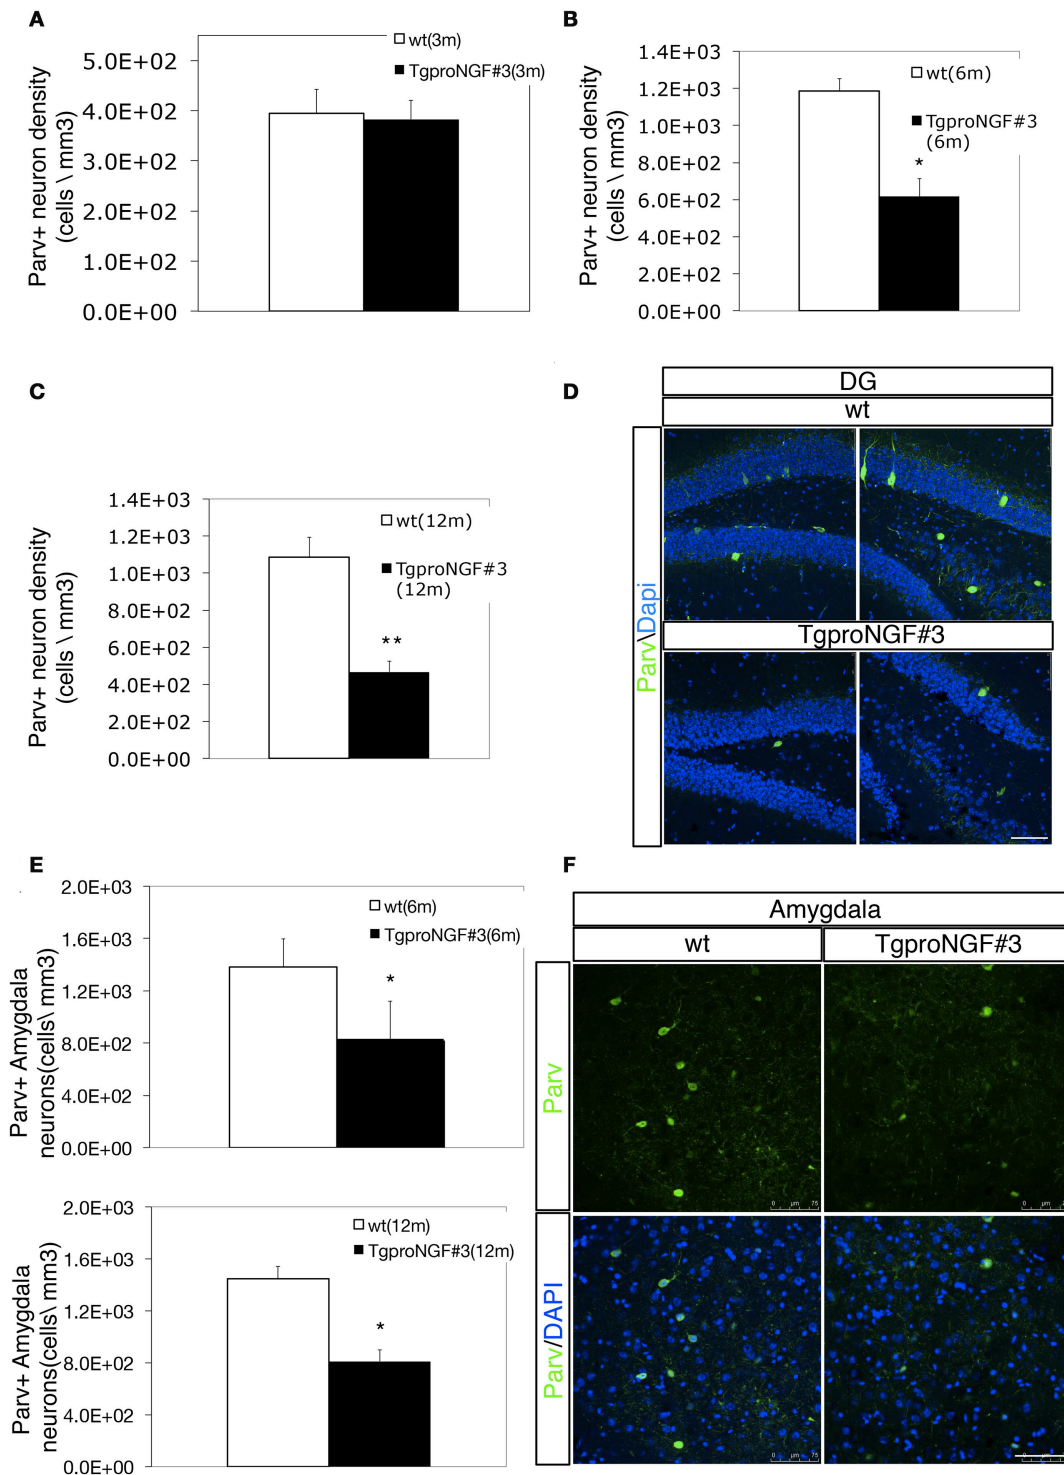 A
Parv+ neuron density
(cells \ mm3)
5.0E+02
4.0E+02
3.0E+02
2.0E+02
1.0E+02
0.0E+00
wt(3m)
TgproNGF#3(3m)
B
Parv+ neuron density
(cells \ mm3)
1.4E+03
1.2E+03
1.0E+03
8.0E+02
6.0E+02
4.0E+02
2.0E+02
0.0E+00
wt(6m)
TgproNGF#3
(6m)
*
C
Parv+ neuron density
(cells \ mm3)
1.4E+03
1.2E+03
1.0E+03
8.0E+02
6.0E+02
4.0E+02
2.0E+02
0.0E+00
wt(12m)
TgproNGF#3
(12m)
**
D
DG
wt
TgproNGF#3
Parv\Dapi
E
Parv+ Amygdala
neurons(cells\ mm3)
2.0E+03
1.6E+03
1.2E+03
8.0E+02
4.0E+02
0.0E+00
wt(6m)
TgproNGF#3(6m)
*
Parv+ Amygdala
neurons(cells\ mm3)
2.0E+03
1.6E+03
1.2E+03
8.0E+02
4.0E+02
0.0E+00
wt(12m)
TgproNGF#3(12m)
*
F
Amygdala
wt
TgproNGF#3
Parv
0 µm 75
0 µm
Parv/DAPI
0 µm 75